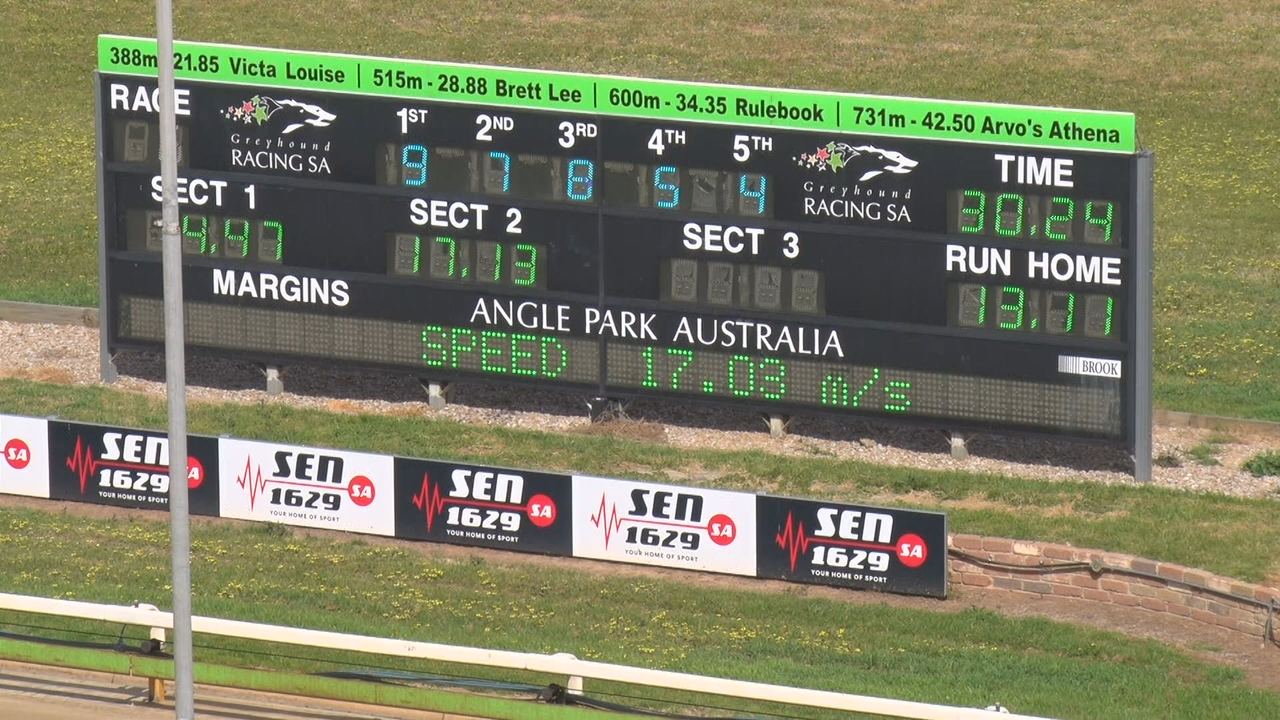 388m - 21.85 Victa Louise | 515m - 28.88 Brett Lee | 600m - 34.35 Rulebook | 731m - 42.50 Arvo's Athena
RACE
Greyhound
RACING SA
1ST 2ND 3RD 4TH 5TH
9 7 8 5 4
Greyhound
RACING SA
TIME
30.24
SECT 1
4.47
SECT 2
17.13
SECT 3
RUN HOME
13.11
MARGINS
ANGLE PARK AUSTRALIA
BROOK
SPEED 17.03 m/s
SA
SEN
1629
SA
YOUR HOME OF SPORT
SEN
1629
SA
YOUR HOME OF SPORT
SEN
1629
SA
YOUR HOME OF SPORT
SEN
1629
SA
YOUR HOME OF SPORT
SEN
1629
SA
YOUR HOME OF SPORT